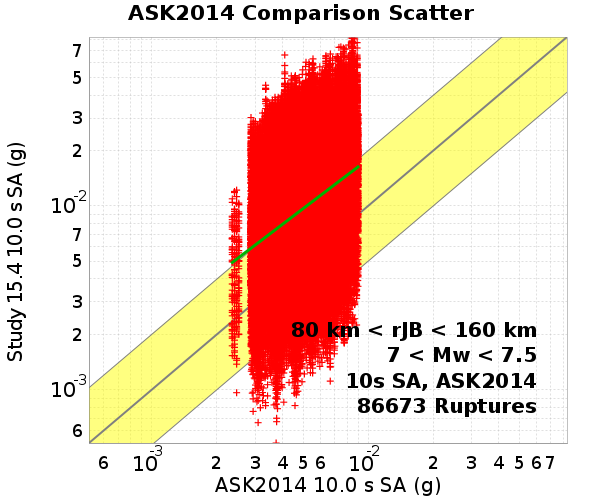 ASK2014 Comparison Scatter
7
5
3
2
10-2
7
5
3
2
10-3
6
Study 15.4 10.0 s SA (g)
80 km < rJB < 160 km
7 < Mw < 7.5
10s SA, ASK2014
86673 Ruptures
6 10-3 2 3 4 5 6 10-2 2 3 4 5 6 7
ASK2014 10.0 s SA (g)